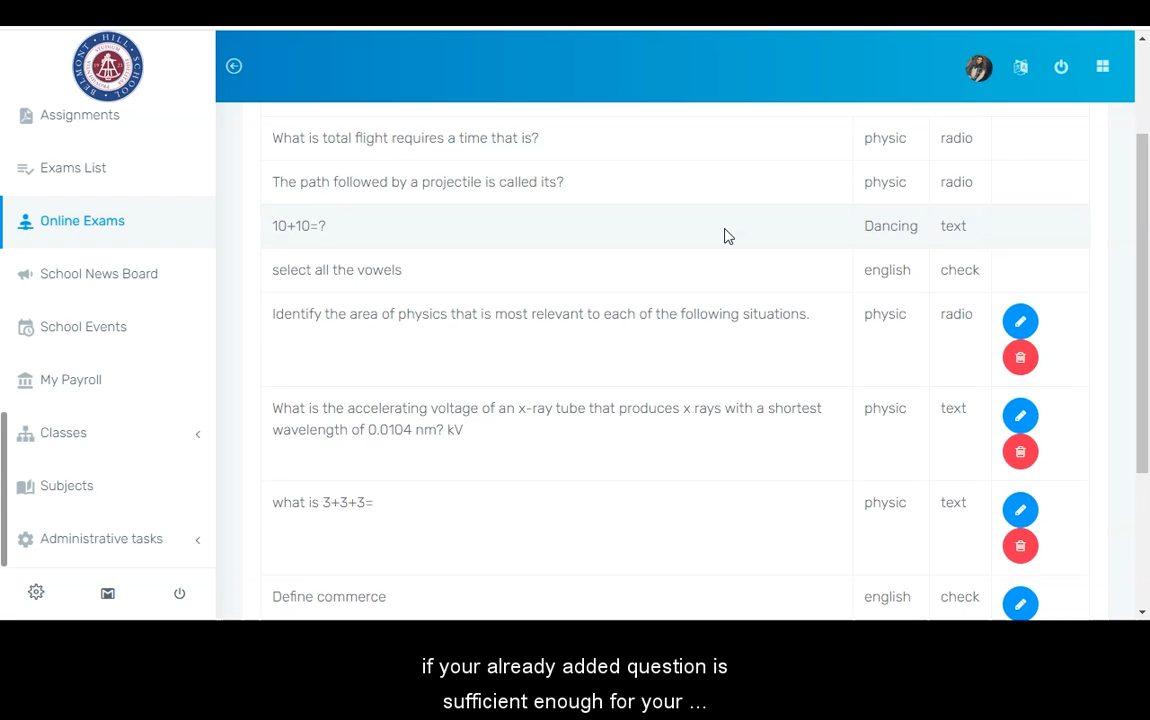 BELMONT HILL SCHOOL
Assignments
Exams List
Online Exams
School News Board
School Events
My Payroll
Classes
Subjects
Administrative tasks
What is total flight requires a time that is? physic radio
The path followed by a projectile is called its? physic radio
10+10=? Dancing text
select all the vowels english check
Identify the area of physics that is most relevant to each of the following situations. physic radio
What is the accelerating voltage of an x-ray tube that produces x rays with a shortest physic text
wavelength of 0.0104 nm? kV
what is 3+3+3= physic text
Define commerce english check
if your already added question is
sufficient enough for your ...